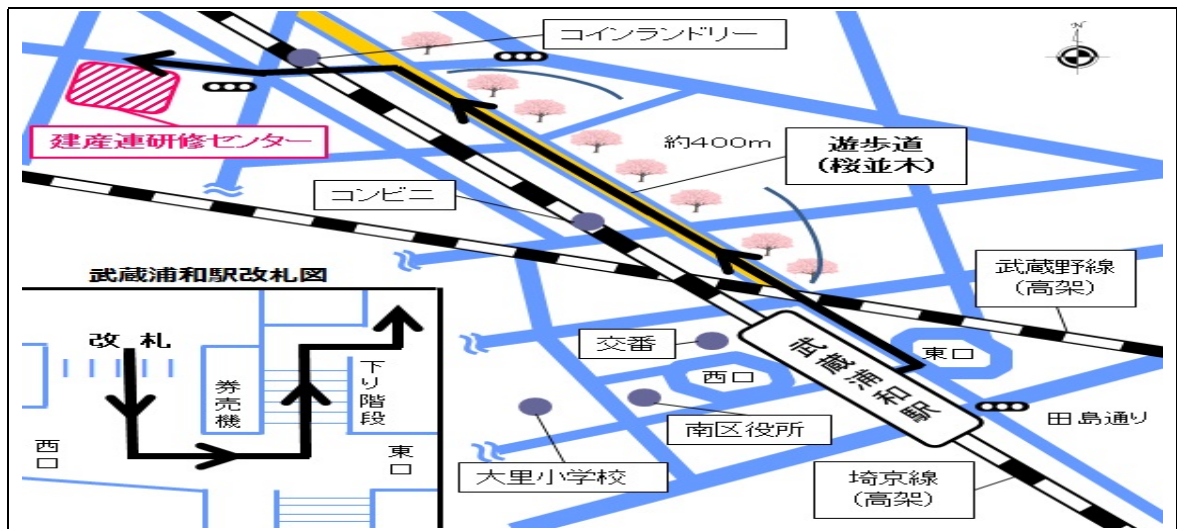 コインランドリー
N
建産連研修センター
約400m
遊歩道
(桜並木)
コンビニ
武蔵野線
(高架)
武蔵浦和駅改札図
改札
券売機
下り階段
西口
東口
交番
西口
東口
武蔵浦和駅
南区役所
田島通り
大里小学校
埼京線
(高架)